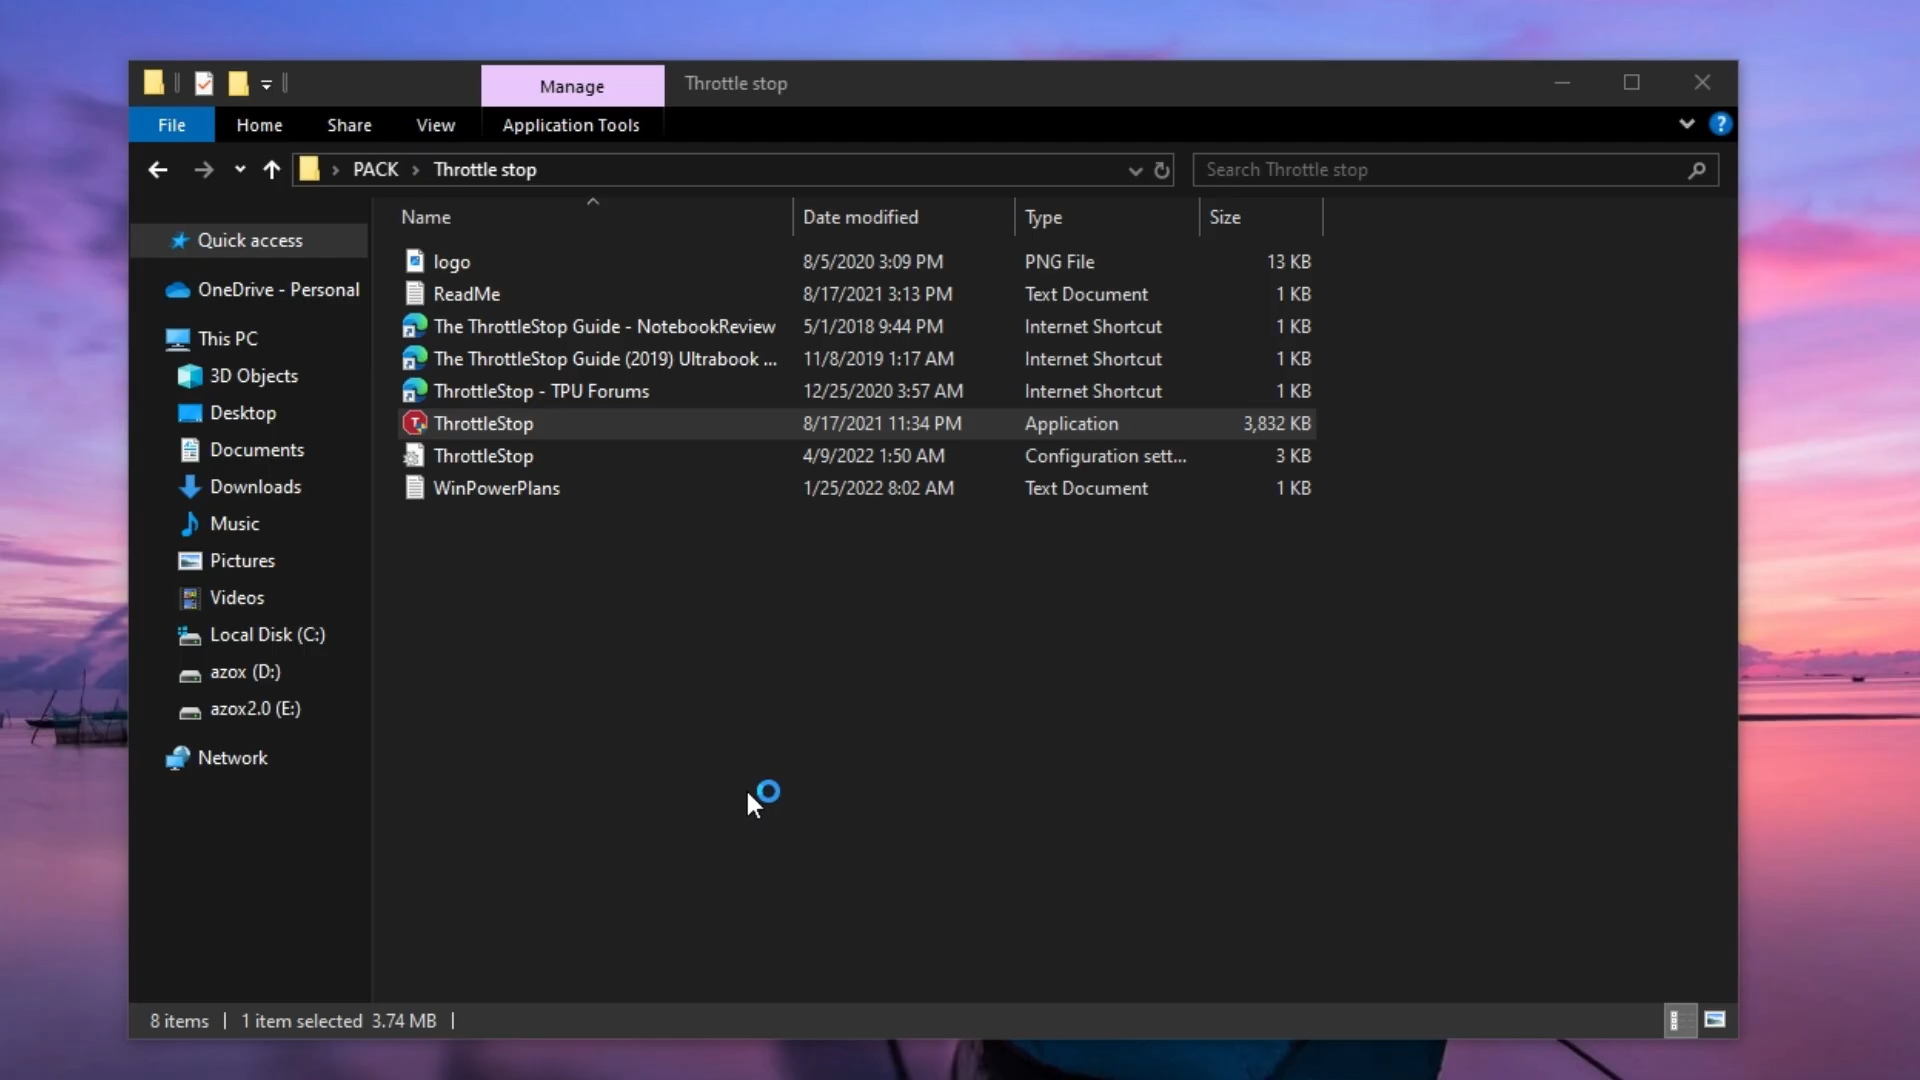 Manage
Throttle stop
File
Home
Share
View
Application Tools
?
PACK
Throttle stop
Search Throttle stop
Name
Date modified
Type
Size
Quick access
OneDrive - Personal
This PC
3D Objects
Desktop
Documents
Downloads
Music
Pictures
Videos
Local Disk (C:)
azox (D:)
azox2.0 (E:)
Network
logo 8/5/2020 3:09 PM PNG File 13 KB
ReadMe 8/17/2021 3:13 PM Text Document 1 KB
The ThrottleStop Guide - NotebookReview 5/1/2018 9:44 PM Internet Shortcut 1 KB
The ThrottleStop Guide (2019) Ultrabook ... 11/8/2019 1:17 AM Internet Shortcut 1 KB
ThrottleStop - TPU Forums 12/25/2020 3:57 AM Internet Shortcut 1 KB
ThrottleStop 8/17/2021 11:34 PM Application 3,832 KB
ThrottleStop 4/9/2022 1:50 AM Configuration sett... 3 KB
WinPowerPlans 1/25/2022 8:02 AM Text Document 1 KB
8 items | 1 item selected 3.74 MB |